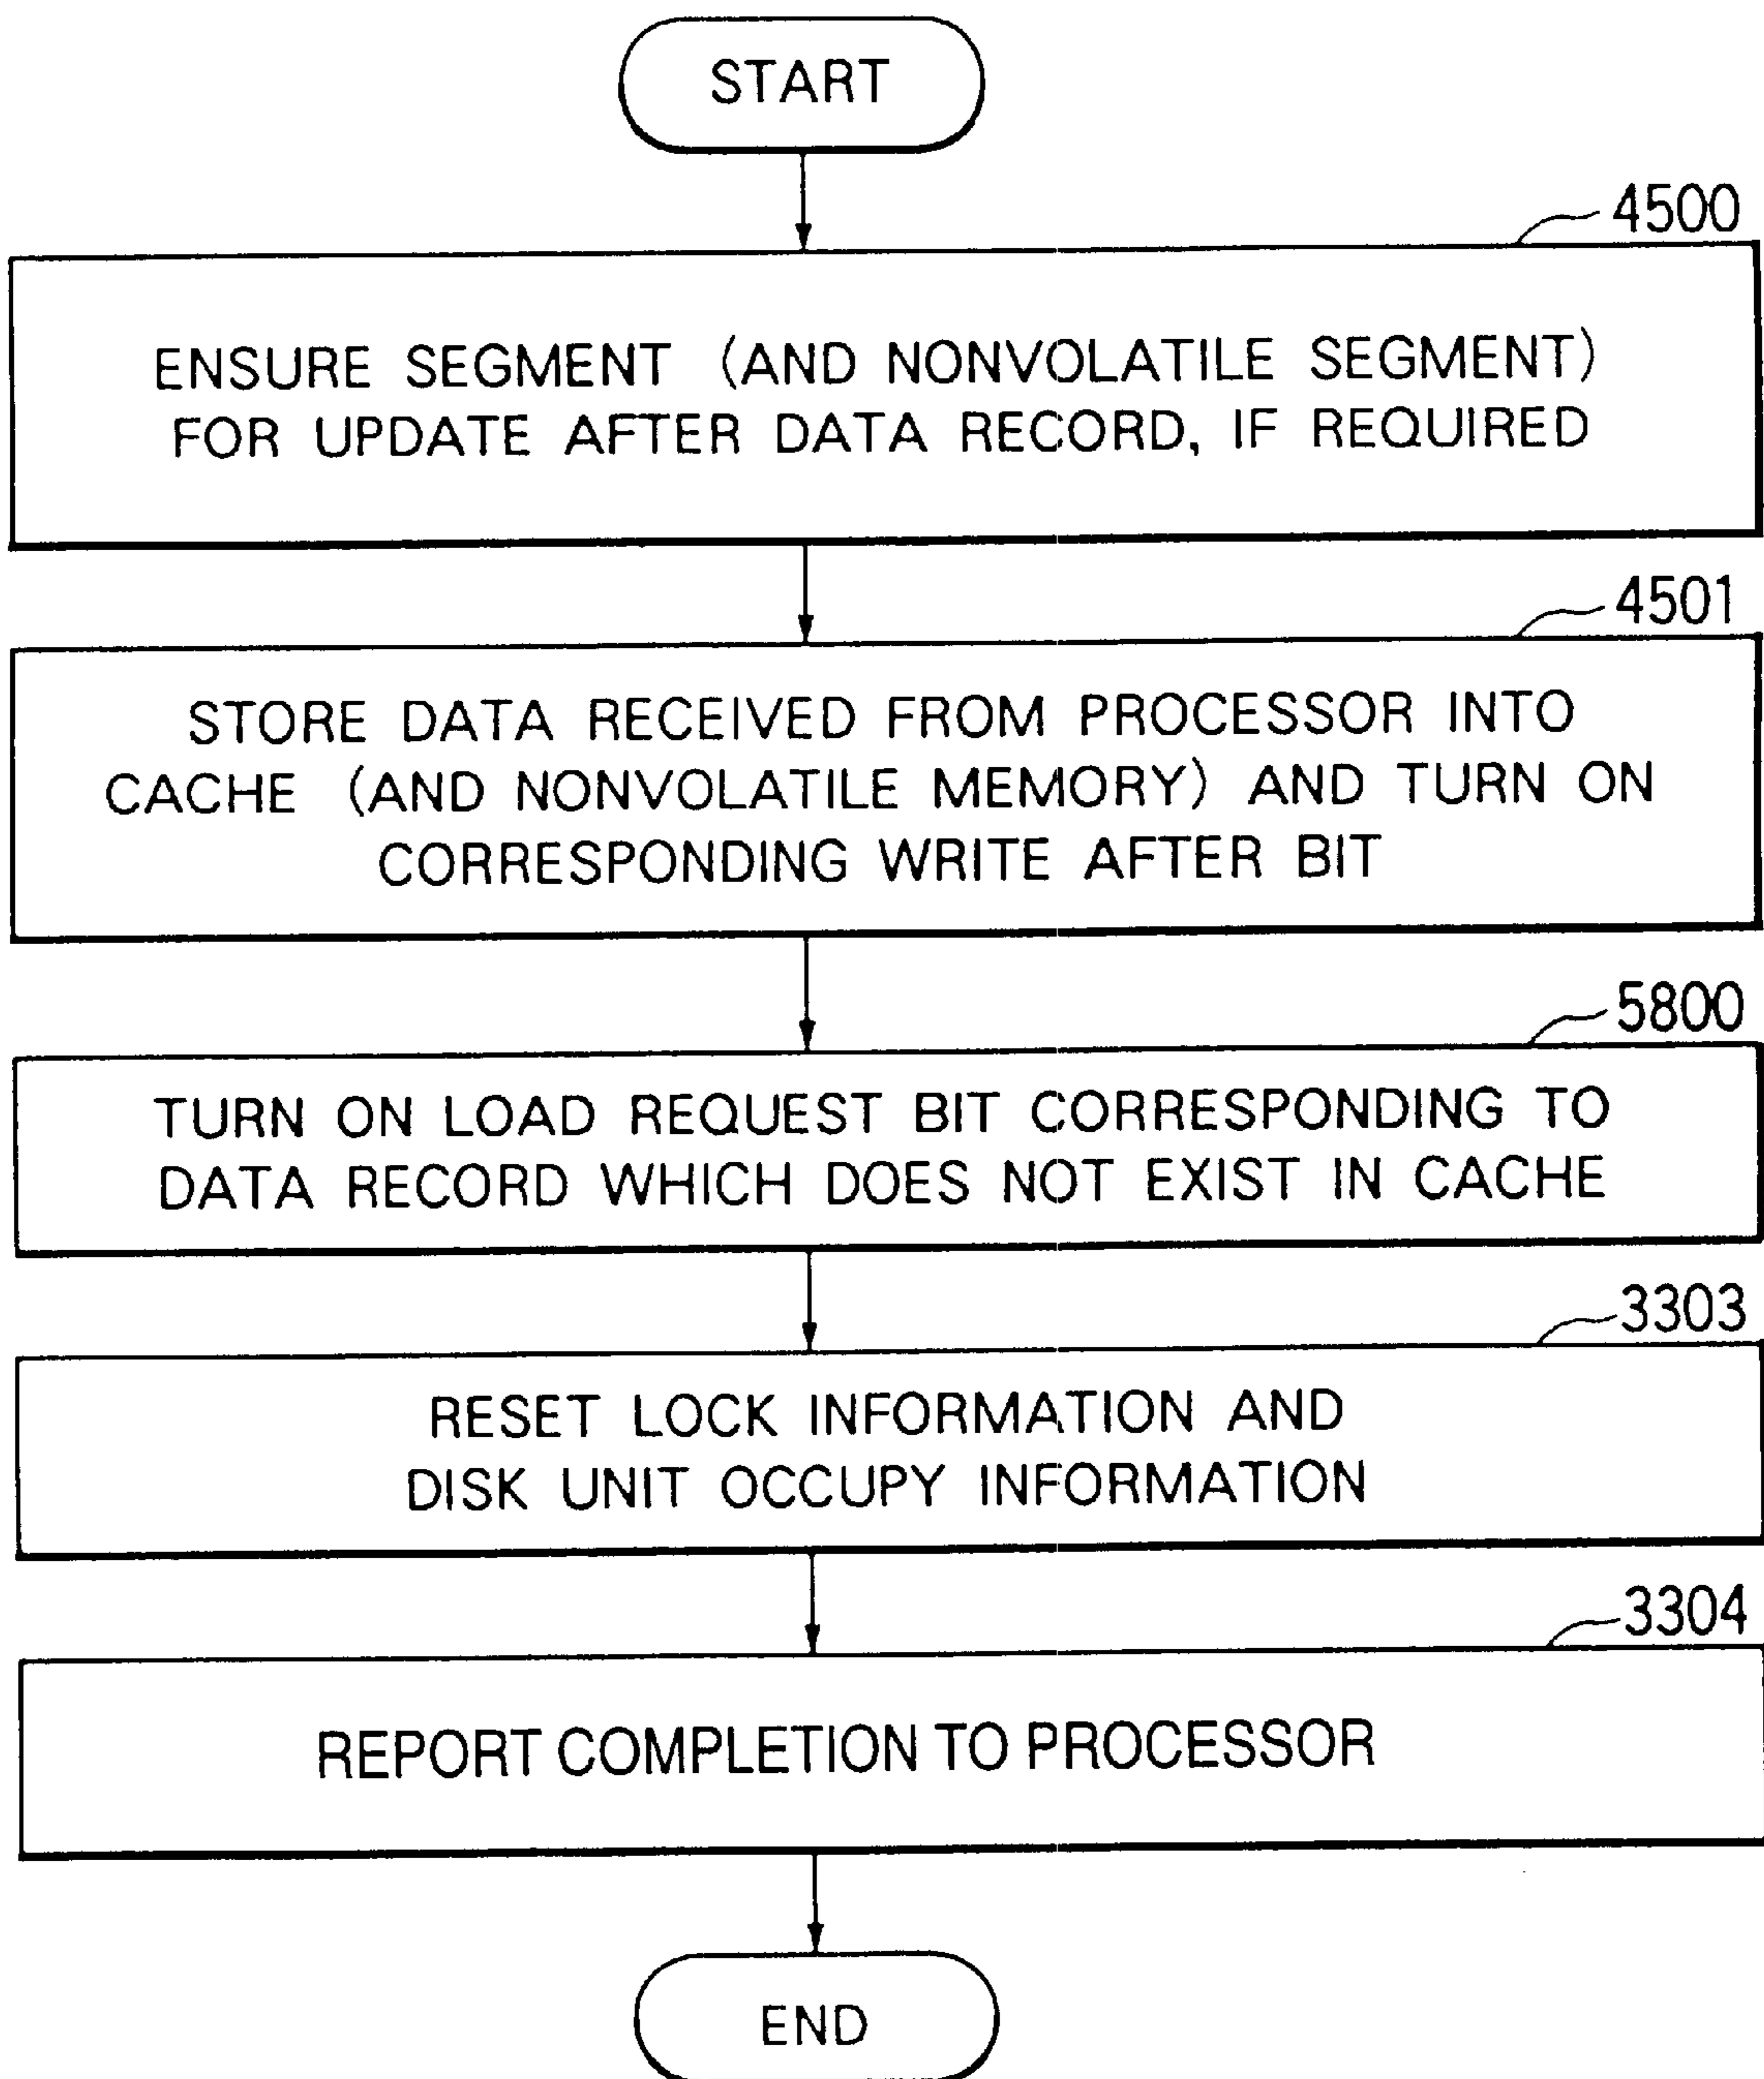 START
4500
ENSURE SEGMENT (AND NONVOLATILE SEGMENT)
FOR UPDATE AFTER DATA RECORD, IF REQUIRED
4501
STORE DATA RECEIVED FROM PROCESSOR INTO
CACHE (AND NONVOLATILE MEMORY) AND TURN ON
CORRESPONDING WRITE AFTER BIT
5800
TURN ON LOAD REQUEST BIT CORRESPONDING TO
DATA RECORD WHICH DOES NOT EXIST IN CACHE
3303
RESET LOCK INFORMATION AND
DISK UNIT OCCUPY INFORMATION
3304
REPORT COMPLETION TO PROCESSOR
END